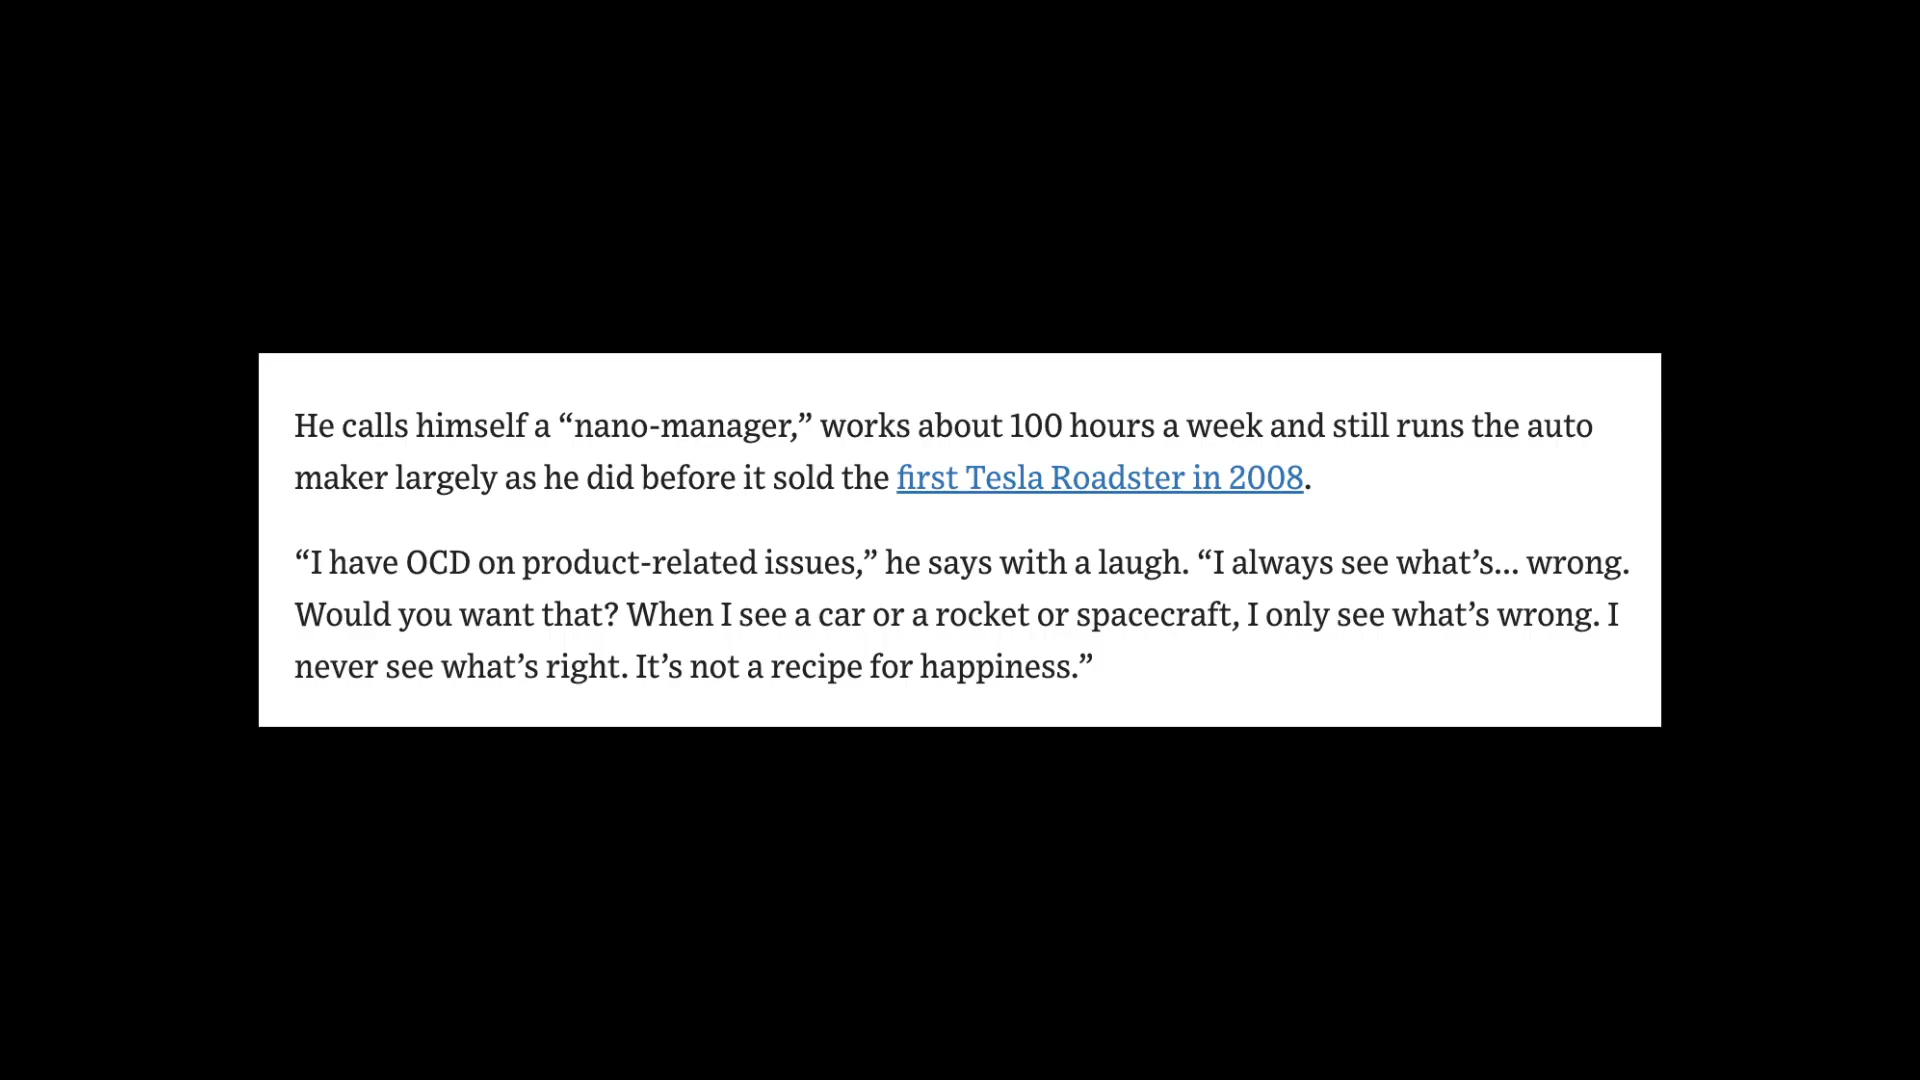 He calls himself a “nano-manager,” works about 100 hours a week and still runs the auto
maker largely as he did before it sold the first Tesla Roadster in 2008.
“I have OCD on product-related issues,” he says with a laugh. “I always see what’s... wrong.
Would you want that? When I see a car or a rocket or spacecraft, I only see what’s wrong. I
never see what’s right. It’s not a recipe for happiness.”